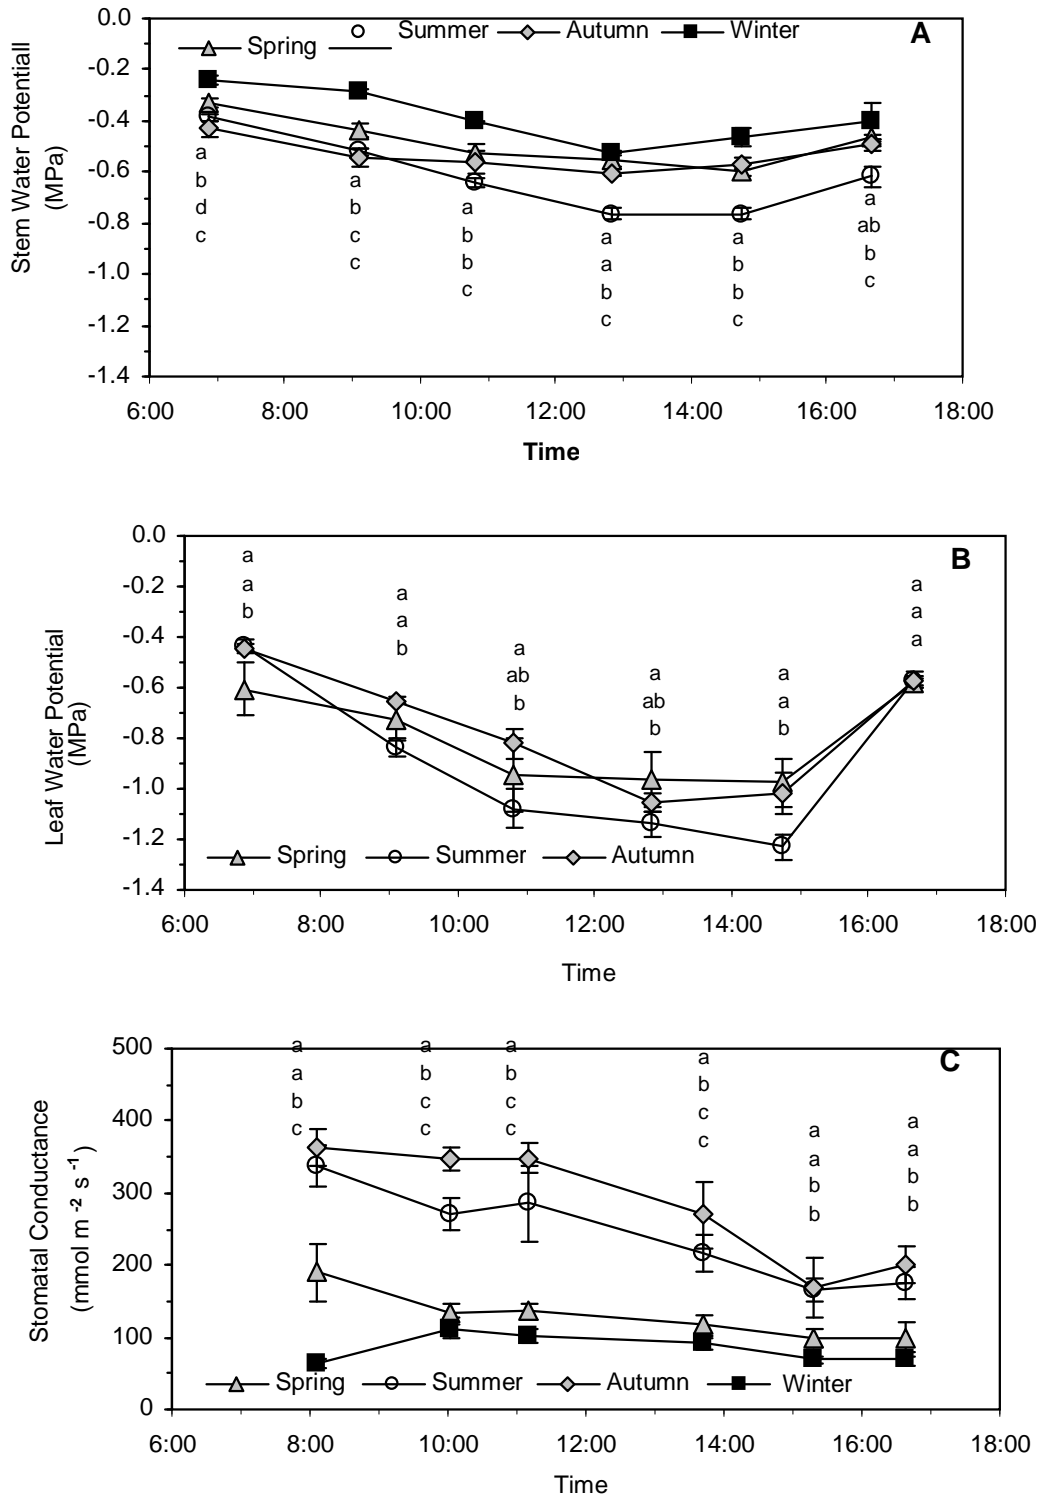 0.0
Spring Summer Autumn Winter A
-0.2
-0.4
-0.6
-0.8
-1.0
-1.2
-1.4
Stem Water Potentiall
(MPa)
a
b
d
c
a
b
c
c
a
b
b
c
a
a
b
c
a
b
b
c
a
ab
b
c
6:00 8:00 10:00 12:00 14:00 16:00 18:00
Time
B
0.0
-0.2
-0.4
-0.6
-0.8
-1.0
-1.2
-1.4
Leaf Water Potential
(MPa)
a
a
b
a
a
b
a
ab
b
a
ab
b
a
a
b
a
a
a
Spring Summer Autumn
6:00 8:00 10:00 12:00 14:00 16:00 18:00
Time
C
500
400
300
200
100
0
Stomatal Conductance
(mmol m -2 s -1 )
a
a
b
c
a
b
c
c
a
b
c
c
a
b
c
c
a
a
b
b
a
a
b
b
Spring Summer Autumn Winter
6:00 8:00 10:00 12:00 14:00 16:00 18:00
Time